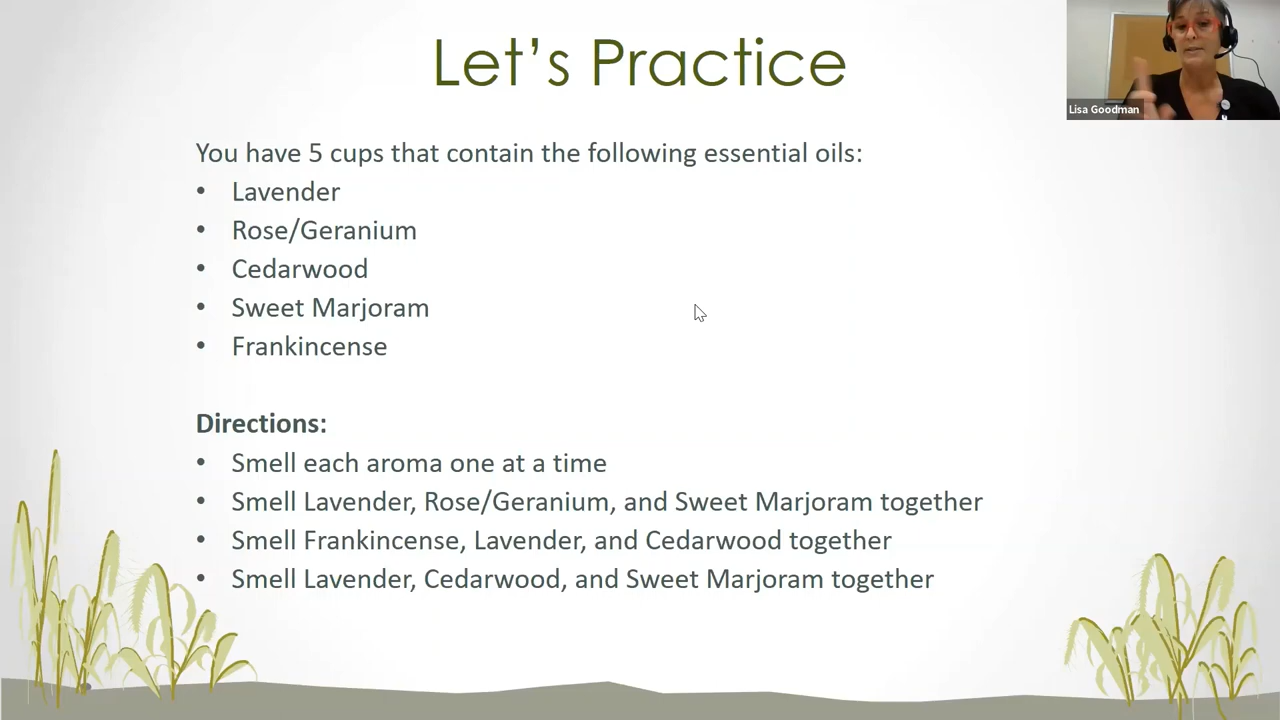 Let's Practice
Lisa Goodman
You have 5 cups that contain the following essential oils:
• Lavender
• Rose/Geranium
• Cedarwood
• Sweet Marjoram
• Frankincense
Directions:
• Smell each aroma one at a time
• Smell Lavender, Rose/Geranium, and Sweet Marjoram together
• Smell Frankincense, Lavender, and Cedarwood together
• Smell Lavender, Cedarwood, and Sweet Marjoram together